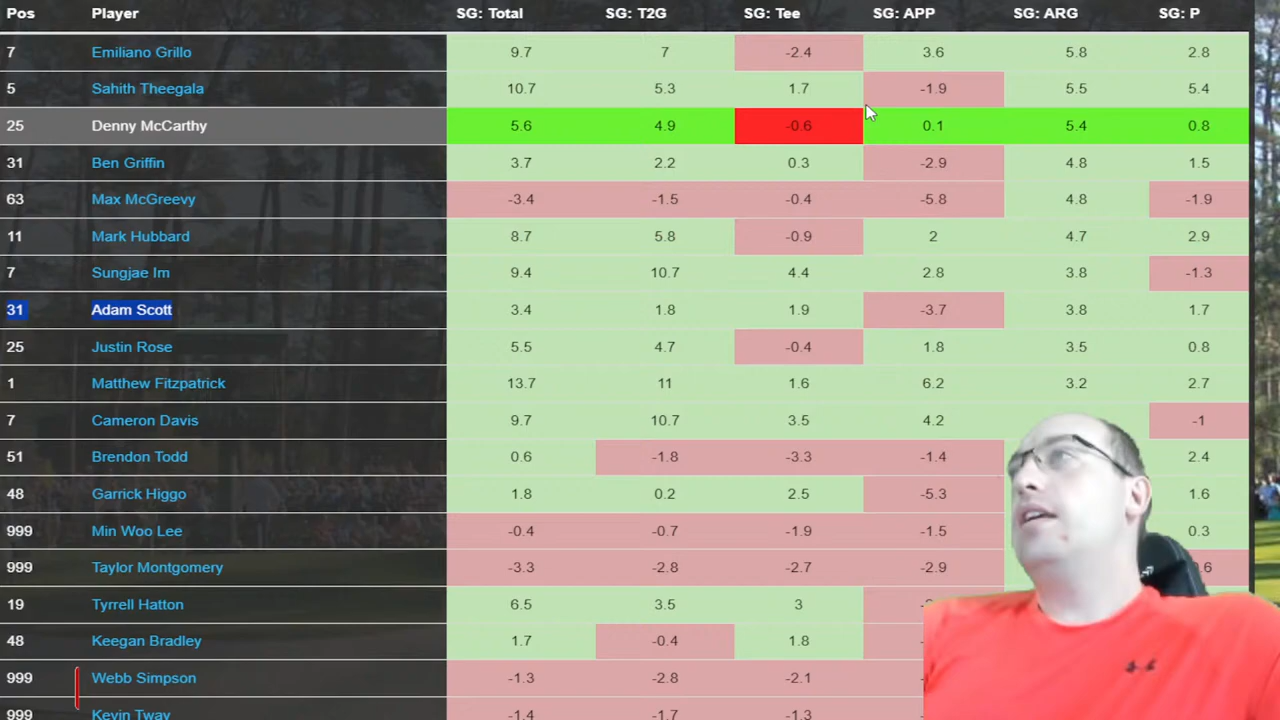 Pos Player SG: Total SG: T2G SG: Tee SG: APP SG: ARG SG: P
7 Emiliano Grillo 9.7 7 -2.4 3.6 5.8 2.8
5 Sahith Theegala 10.7 5.3 1.7 -1.9 5.5 5.4
25 Denny McCarthy 5.6 4.9 -0.6 0.1 5.4 0.8
31 Ben Griffin 3.7 2.2 0.3 -2.9 4.8 1.5
63 Max McGreevy -3.4 -1.5 -0.4 -5.8 4.8 -1.9
11 Mark Hubbard 8.7 5.8 -0.9 2 4.7 2.9
7 Sungjae Im 9.4 10.7 4.4 2.8 3.8 -1.3
31 Adam Scott 3.4 1.8 1.9 -3.7 3.8 1.7
25 Justin Rose 5.5 4.7 -0.4 1.8 3.5 0.8
1 Matthew Fitzpatrick 13.7 11 1.6 6.2 3.2 2.7
7 Cameron Davis 9.7 10.7 3.5 4.2 -1
51 Brendon Todd 0.6 -1.8 -3.3 -1.4 2.4
48 Garrick Higgo 1.8 0.2 2.5 -5.3 1.6
999 Min Woo Lee -0.4 -0.7 -1.9 -1.5 0.3
999 Taylor Montgomery -3.3 -2.8 -2.7 -2.9
19 Tyrrell Hatton 6.5 3.5 3
48 Keegan Bradley 1.7 -0.4 1.8
999 Webb Simpson -1.3 -2.8 -2.1
999 Kevin Tway -1.4 -1.7 -1.3